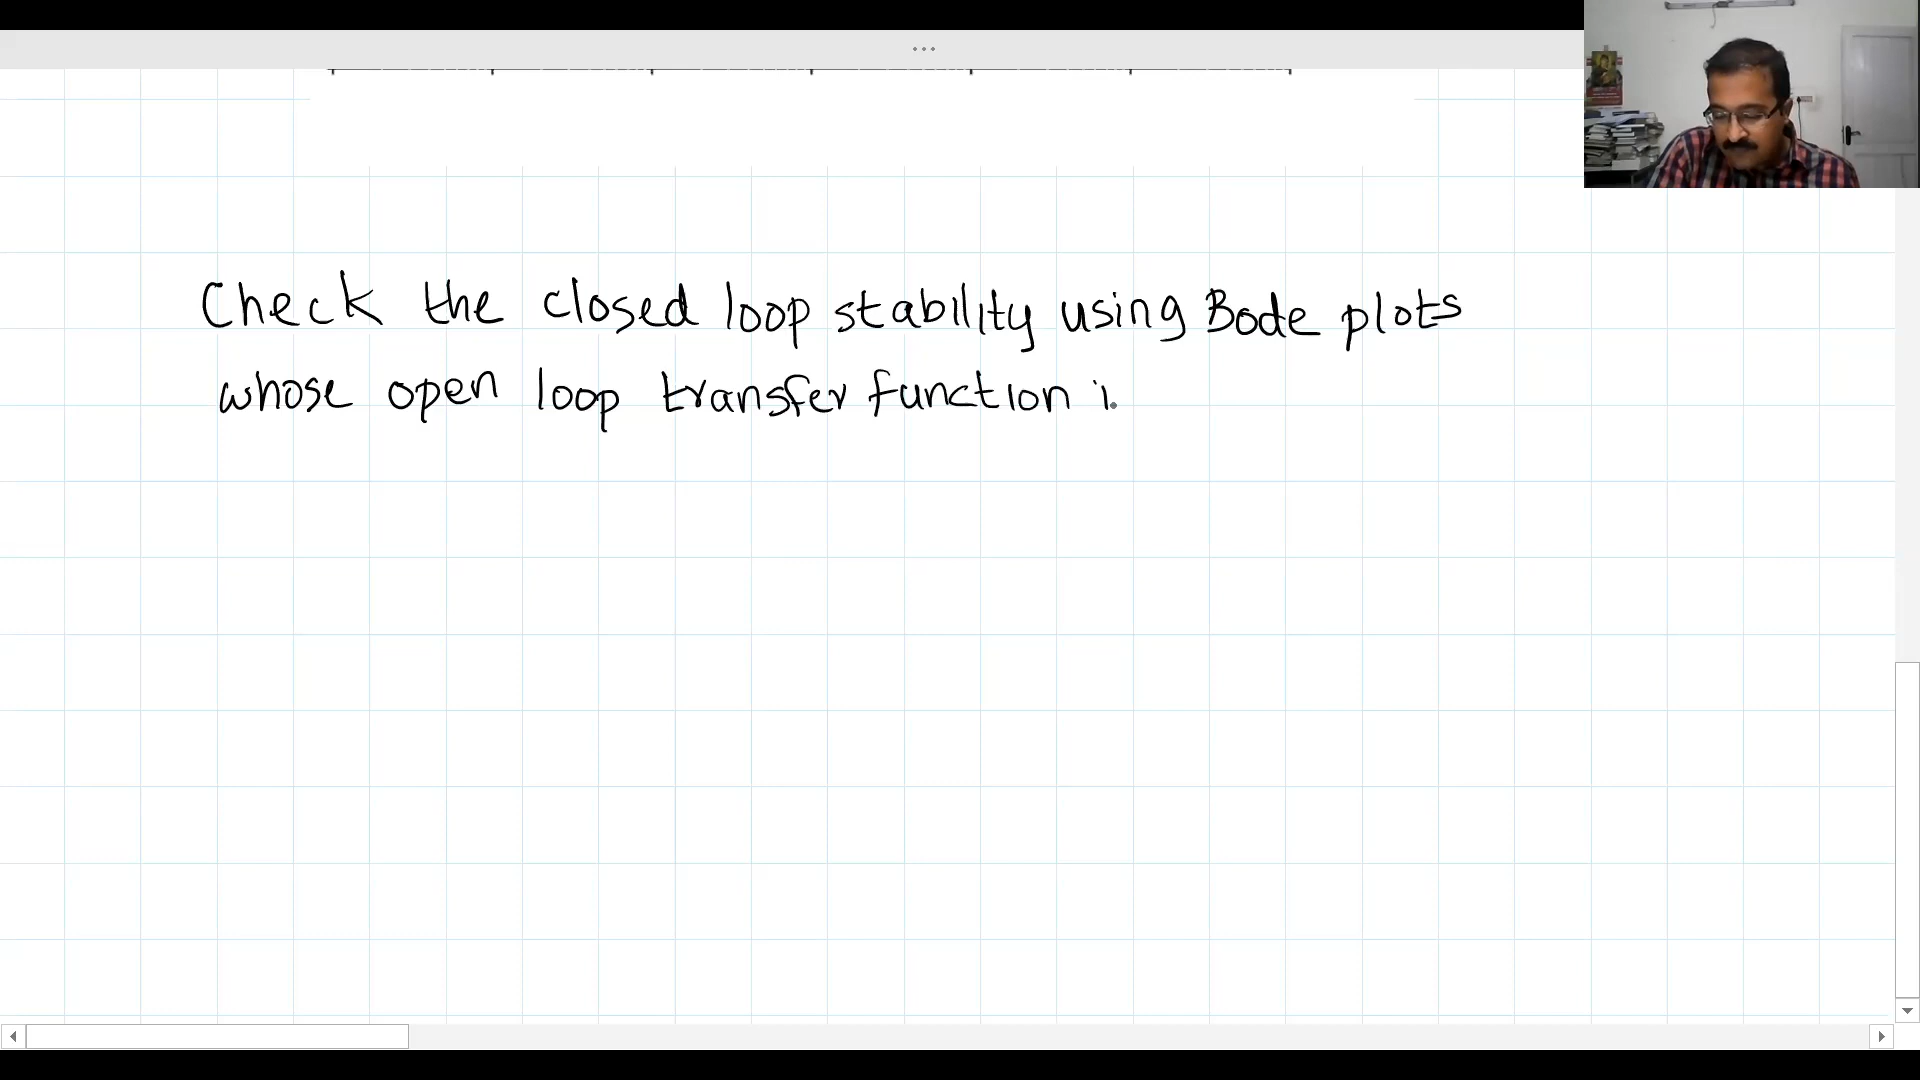 Check the closed loop stability using Bode plots
whose open loop transfer function i